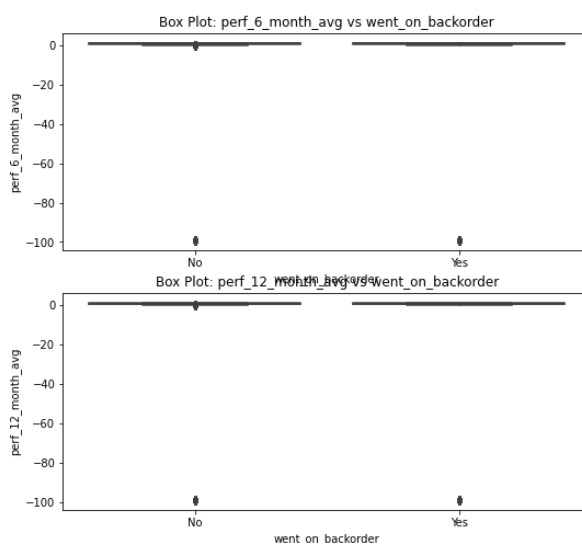 Box Plot: perf_6_month_avg vs went_on_backorder
0
−20
−40
−60
−80
−100
perf_6_month_avg
No
Yes
went_on_backorder
Box Plot: perf_12_month_avg vs went_on_backorder
0
−20
−40
−60
−80
−100
perf_12_month_avg
No
Yes
went_on_backorder